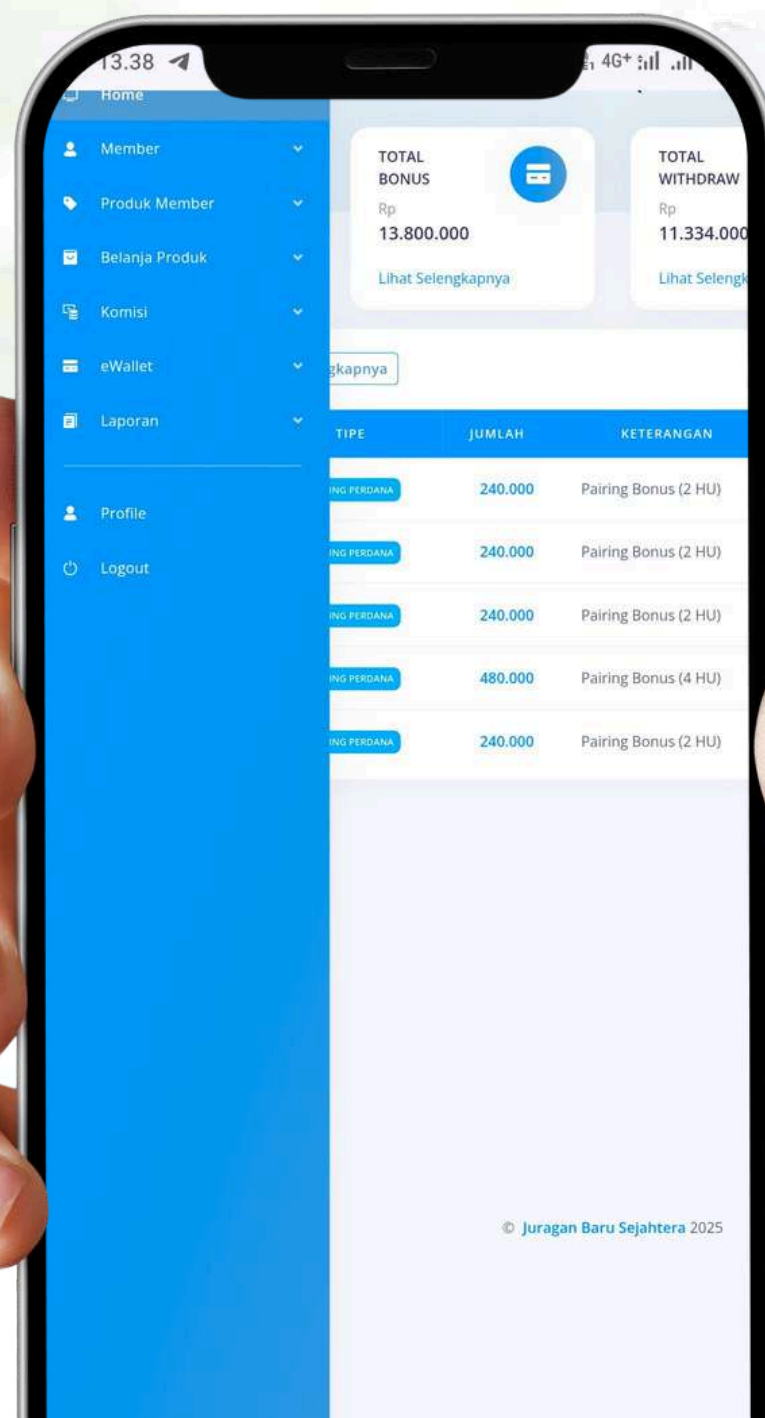 13.38
4G+
Home
Member
Produk Member
Belanja Produk
Komisi
eWallet
Laporan
Profile
Logout
TOTAL
BONUS
Rp
13.800.000
Lihat Selengkapnya
TOTAL
WITHDRAW
Rp
11.334.000
Lihat Selengk
gkapnya
TIPE JUMLAH KETERANGAN
ING PERDANA 240.000 Pairing Bonus (2 HU)
ING PERDANA 240.000 Pairing Bonus (2 HU)
ING PERDANA 240.000 Pairing Bonus (2 HU)
ING PERDANA 480.000 Pairing Bonus (4 HU)
ING PERDANA 240.000 Pairing Bonus (2 HU)
© Juragan Baru Sejahtera 2025